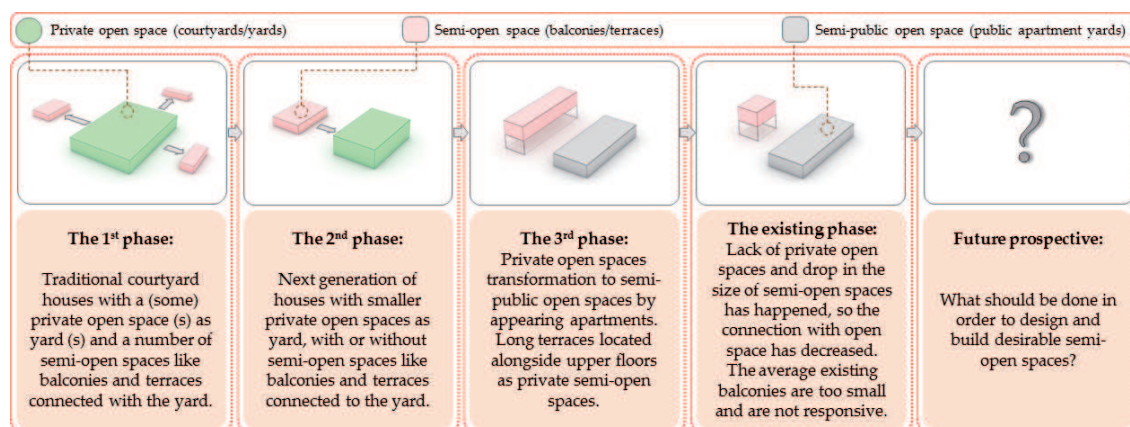 Private open space (courtyards/yards)
Semi-open space (balconies/terraces)
Semi-public open space (public apartment yards)
The 1st phase:
Traditional courtyard
houses with a (some)
private open space (s) as
yard (s) and a number of
semi-open spaces like
balconies and terraces
connected with the yard.
The 2nd phase:
Next generation of
houses with smaller
private open spaces as
yard, with or without
semi-open spaces like
balconies and terraces
connected to the yard.
The 3rd phase:
Private open spaces
transformation to semi-
public open spaces by
appearing apartments.
Long terraces located
alongside upper floors
as private semi-open
spaces.
The existing phase:
Lack of private open
spaces and drop in the
size of semi-open spaces
has happened, so the
connection with open
space has decreased.
The average existing
balconies are too small
and are not responsive.
?
Future prospective:
What should be done in
order to design and
build desirable semi-
open spaces?